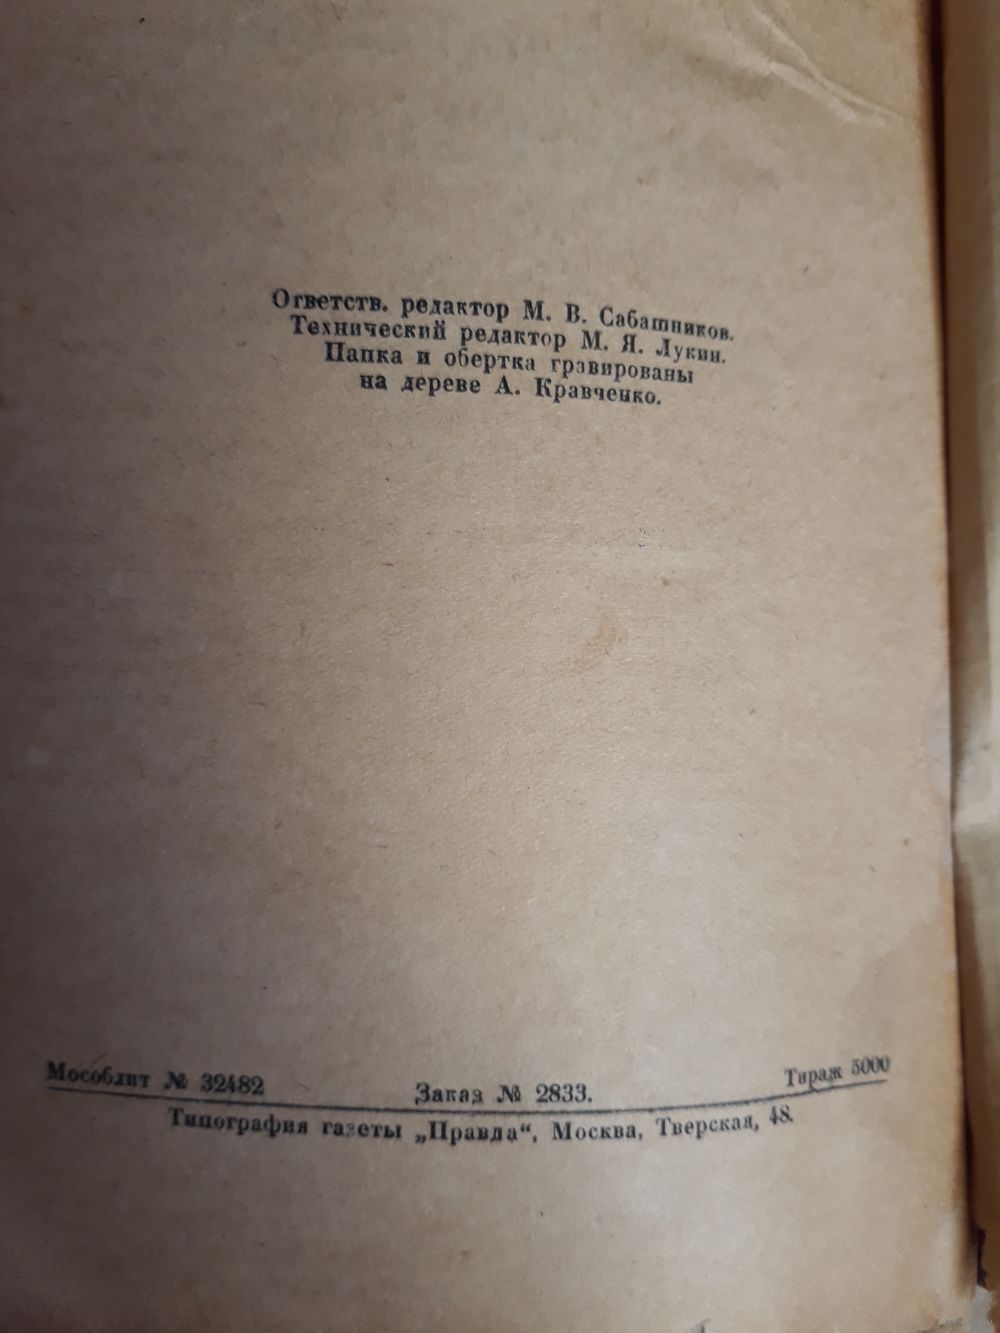 Ответств. редактор М. В. Сабашников.
Технический редактор М. Я. Лукин.
Папка и обертка гравированы
на дереве А. Кравченко.
Мособлит № 32482 Заказ № 2833. Тираж 5000
Типография газеты „Правда“, Москва, Тверская, 48.